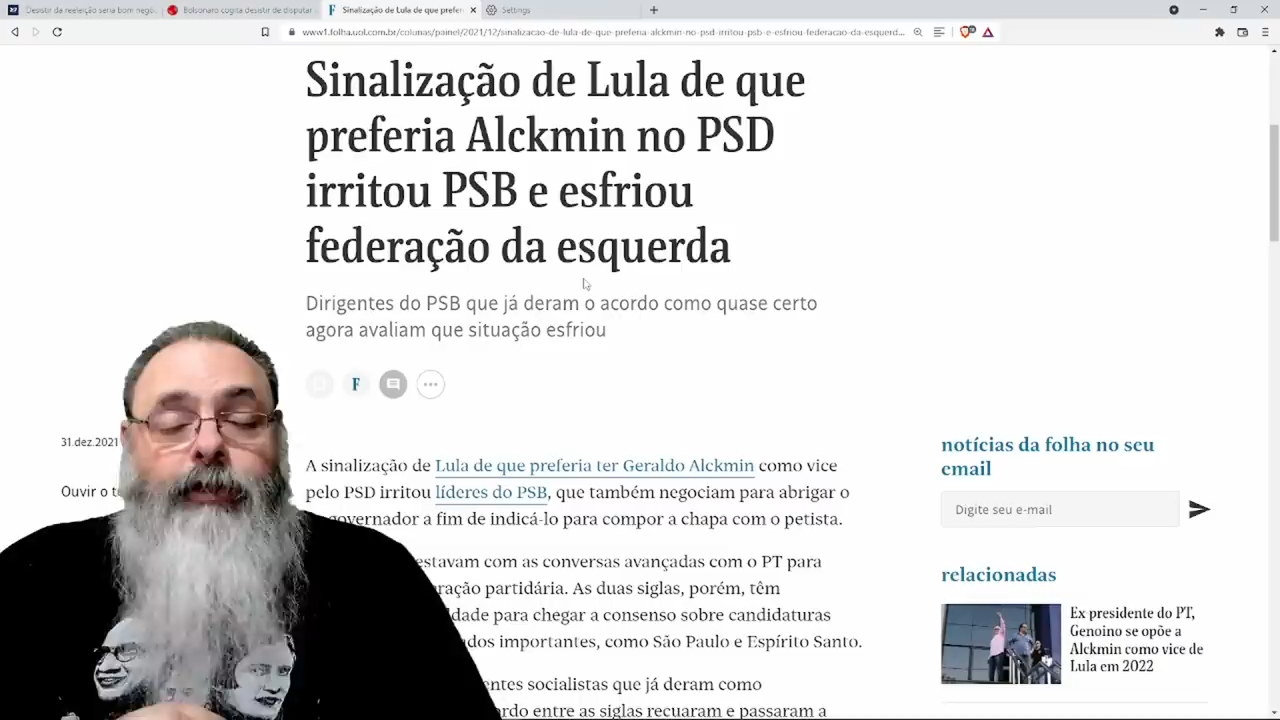 Desistir da reeleição seria bom negó
Bolsonaro cogita desistir de disputar
F Sinalização de Lula de que prefer
Settings
www1.folha.uol.com.br/colunas/painel/2021/12/sinalizacao-de-lula-de-que-preferia-alckmin-no-psd-irritou-psb-e-esfriou-federacao-da-esquerd...
Sinalização de Lula de que
preferia Alckmin no PSD
irritou PSB e esfriou
federação da esquerda
Dirigentes do PSB que já deram o acordo como quase certo
agora avaliam que situação esfriou
F
31.dez.2021
Ouvir o te
A sinalização de Lula de que preferia ter Geraldo Alckmin como vice
pelo PSD irritou líderes do PSB, que também negociam para abrigar o
governador a fim de indicá-lo para compor a chapa com o petista.
estavam com as conversas avançadas com o PT para
ração partidária. As duas siglas, porém, têm
ldade para chegar a consenso sobre candidaturas
dos importantes, como São Paulo e Espírito Santo.
entes socialistas que já deram como
ordo entre as siglas recuaram e passaram a
notícias da folha no seu
email
Digite seu e-mail
relacionadas
Ex presidente do PT,
Genoino se opõe a
Alckmin como vice de
Lula em 2022